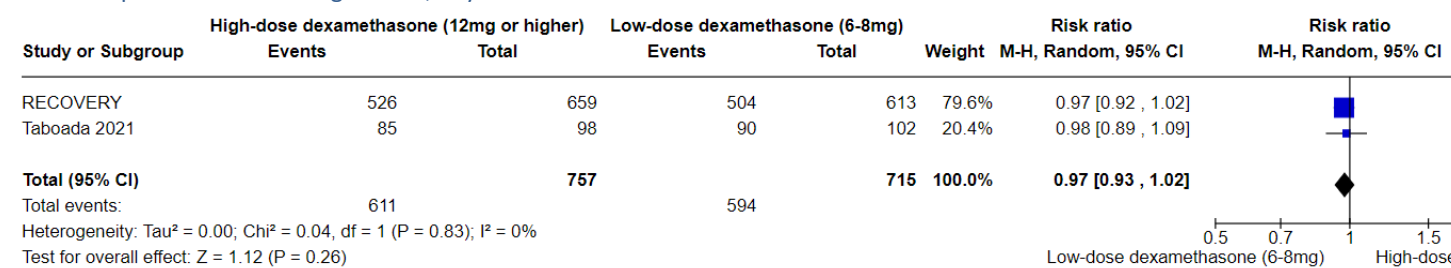 High-dose dexamethasone (12mg or higher) Low-dose dexamethasone (6-8mg) Risk ratio Risk ratio
Study or Subgroup Events Total Events Total Weight M-H, Random, 95% CI M-H, Random, 95% CI
RECOVERY 526 659 504 613 79.6% 0.97 [0.92 , 1.02]
Taboada 2021 85 98 90 102 20.4% 0.98 [0.89 , 1.09]
Total (95% CI) 757 715 100.0% 0.97 [0.93 , 1.02]
Total events: 611 594
Heterogeneity: Tau² = 0.00; Chi² = 0.04, df = 1 (P = 0.83); I² = 0%
0.5 0.7 1 1.5
Test for overall effect: Z = 1.12 (P = 0.26) Low-dose dexamethasone (6-8mg) High-dose